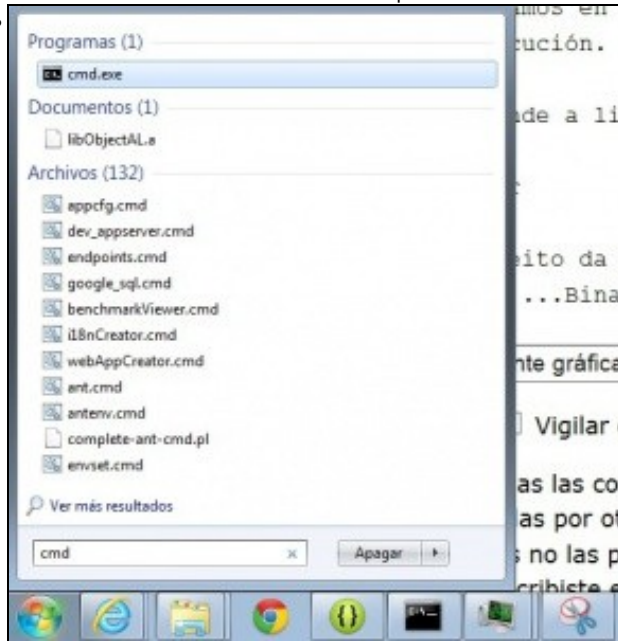 Programas (1)
cmd.exe
Documentos (1)
libObjectAL.a
Archivos (132)
appcfg.cmd
dev_appserver.cmd
endpoints.cmd
google_sql.cmd
benchmarkViewer.cmd
i18nCreator.cmd
webAppCreator.cmd
ant.cmd
antenv.cmd
complete-ant-cmd.pl
envset.cmd
Ver más resultados
cmd
Apagar
cución.
de a li
eito da
...Bina
nte gráfica
Vigilar
as las co
as por ot
s no las p
cribiste e